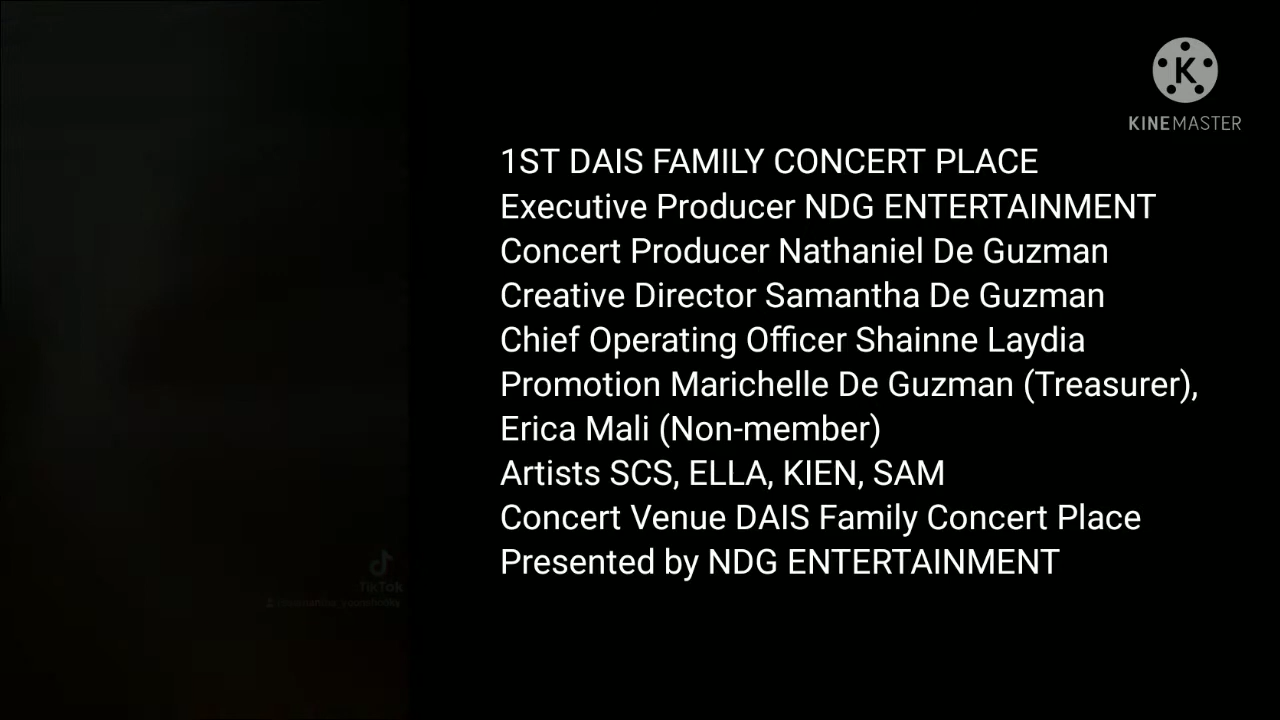 KINEMASTER
1ST DAIS FAMILY CONCERT PLACE
Executive Producer NDG ENTERTAINMENT
Concert Producer Nathaniel De Guzman
Creative Director Samantha De Guzman
Chief Operating Officer Shainne Laydia
Promotion Marichelle De Guzman (Treasurer),
Erica Mali (Non-member)
Artists SCS, ELLA, KIEN, SAM
Concert Venue DAIS Family Concert Place
Presented by NDG ENTERTAINMENT
TikTok